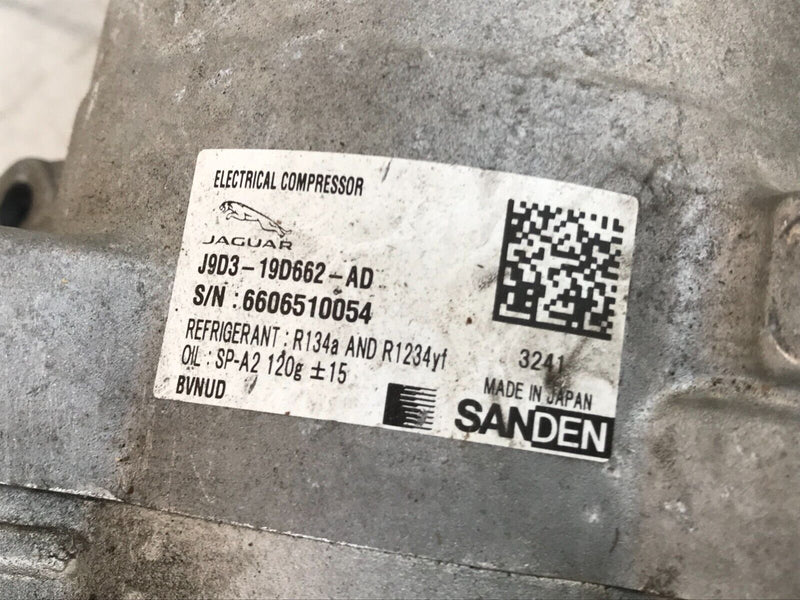 ELECTRICAL COMPRESSOR
JAGUAR
J9D3-19D662-AD
S/N : 6606510054
REFRIGERANT : R134a AND R1234yf
OIL : SP-A2 120g ±15
BVNUD
3241
MADE IN JAPAN
SANDEN